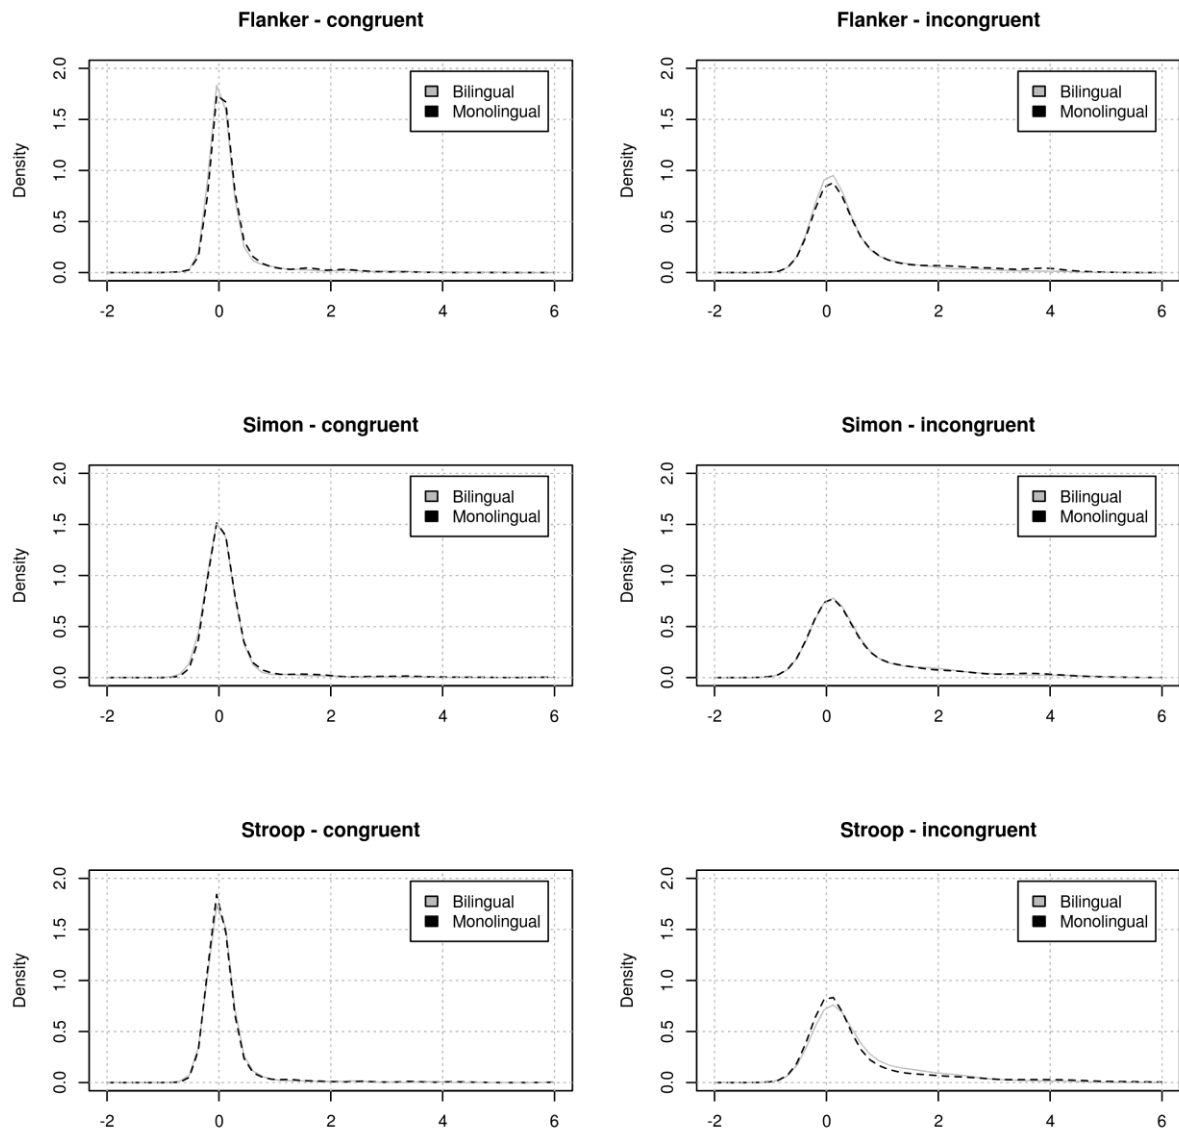 Flanker - congruent
Density
2.0
1.5
1.0
0.5
0.0
Bilingual
Monolingual
-2 0 2 4 6
Flanker - incongruent
Density
2.0
1.5
1.0
0.5
0.0
Bilingual
Monolingual
-2 0 2 4 6
Simon - congruent
Density
2.0
1.5
1.0
0.5
0.0
Bilingual
Monolingual
-2 0 2 4 6
Simon - incongruent
Density
2.0
1.5
1.0
0.5
0.0
Bilingual
Monolingual
-2 0 2 4 6
Stroop - congruent
Density
2.0
1.5
1.0
0.5
0.0
Bilingual
Monolingual
-2 0 2 4 6
Stroop - incongruent
Density
2.0
1.5
1.0
0.5
0.0
Bilingual
Monolingual
-2 0 2 4 6